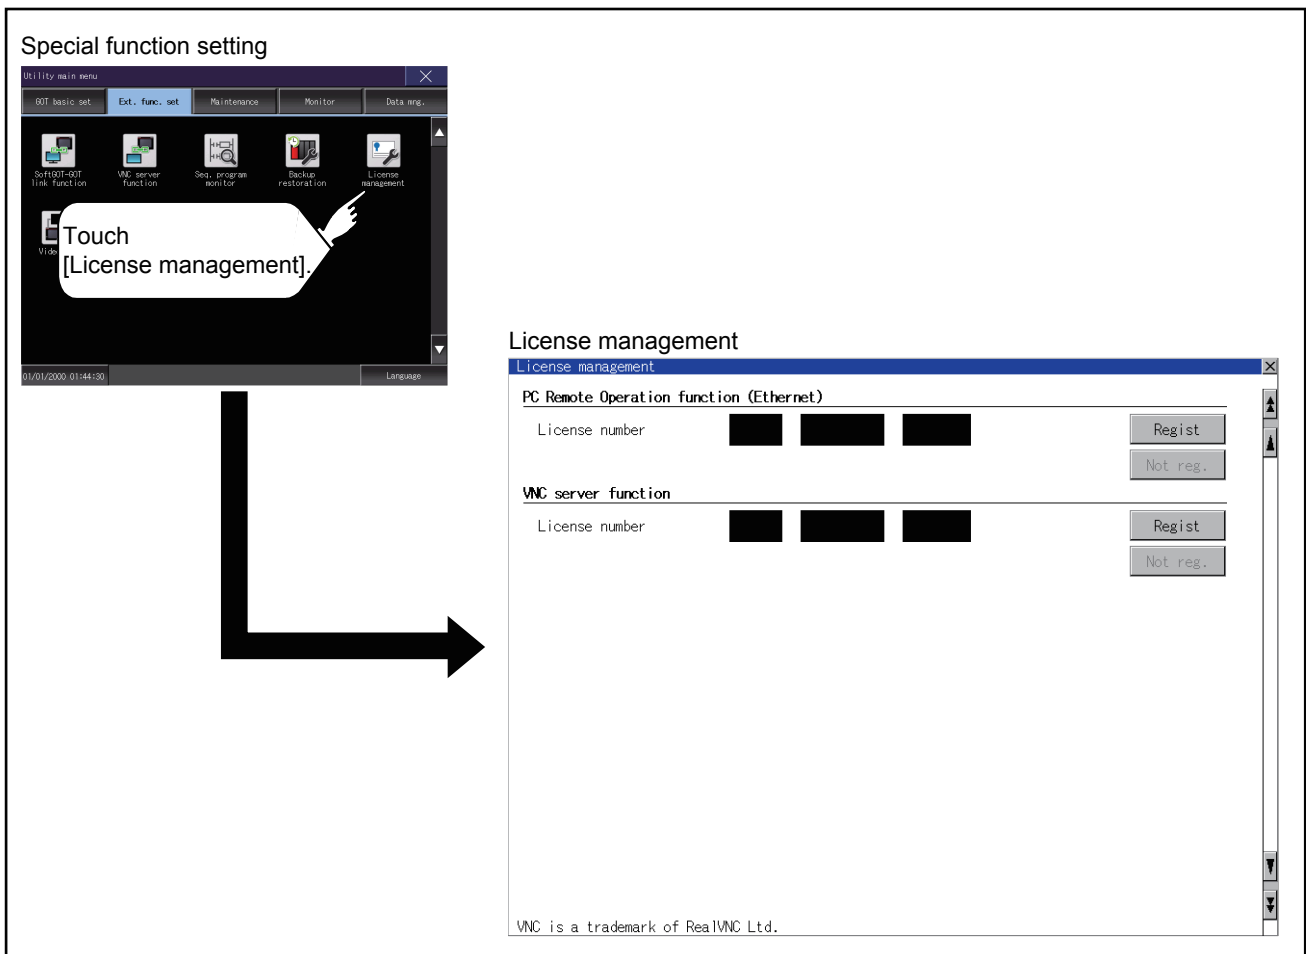 Special function setting
Utility main menu
GOT basic set
Ext. func. set
Maintenance
Monitor
Data mng.
SoftGOT-GOT
link function
VNC server
function
Seq. program
monitor
Backup
restoration
License
management
Touch
[License management].
01/01/2000 01:44:30
Language
License management
License management
PC Remote Operation function (Ethernet)
License number
Regist
Not reg.
VNC server function
License number
Regist
Not reg.
VNC is a trademark of RealVNC Ltd.